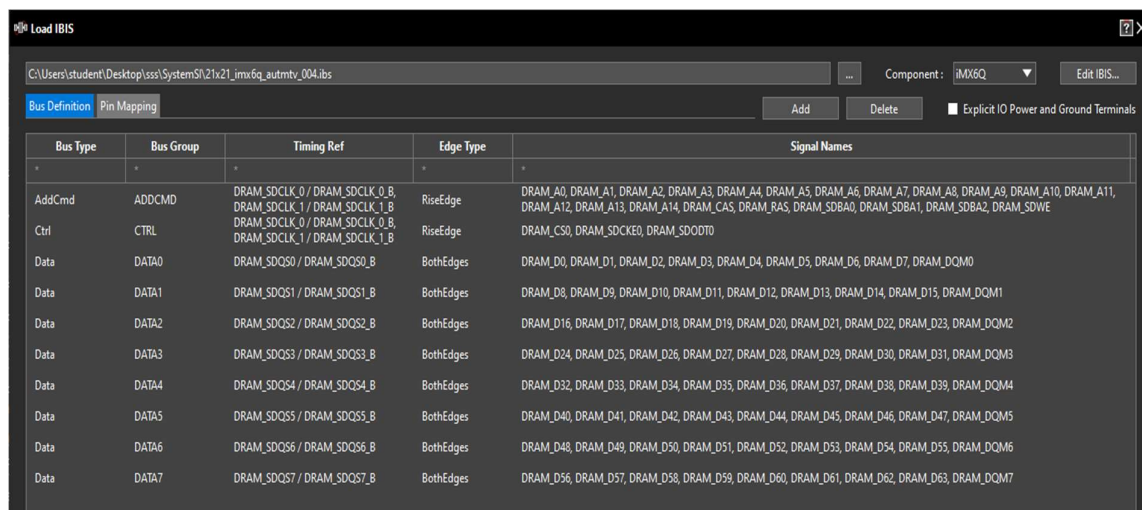 Load IBIS
?
C:\Users\student\Desktop\sss\SystemSI\21x21_imx6q_autmtv_004.ibs ... Component : iMX6Q Edit IBIS...
Bus Definition Pin Mapping Add Delete Explicit IO Power and Ground Terminals
Bus Type Bus Group Timing Ref Edge Type Signal Names
* * * * *
AddCmd ADDCMD DRAM_SDCLK_0 / DRAM_SDCLK_0_B, RiseEdge DRAM_A0, DRAM_A1, DRAM_A2, DRAM_A3, DRAM_A4, DRAM_A5, DRAM_A6, DRAM_A7, DRAM_A8, DRAM_A9, DRAM_A10, DRAM_A11,
DRAM_SDCLK_1 / DRAM_SDCLK_1_B DRAM_A12, DRAM_A13, DRAM_A14, DRAM_CAS, DRAM_RAS, DRAM_SDBA0, DRAM_SDBA1, DRAM_SDBA2, DRAM_SDWE
Ctrl CTRL DRAM_SDCLK_0 / DRAM_SDCLK_0_B, RiseEdge DRAM_CS0, DRAM_SDCKE0, DRAM_SDODT0
DRAM_SDCLK_1 / DRAM_SDCLK_1_B
Data DATA0 DRAM_SDQS0 / DRAM_SDQS0_B BothEdges DRAM_D0, DRAM_D1, DRAM_D2, DRAM_D3, DRAM_D4, DRAM_D5, DRAM_D6, DRAM_D7, DRAM_DQM0
Data DATA1 DRAM_SDQS1 / DRAM_SDQS1_B BothEdges DRAM_D8, DRAM_D9, DRAM_D10, DRAM_D11, DRAM_D12, DRAM_D13, DRAM_D14, DRAM_D15, DRAM_DQM1
Data DATA2 DRAM_SDQS2 / DRAM_SDQS2_B BothEdges DRAM_D16, DRAM_D17, DRAM_D18, DRAM_D19, DRAM_D20, DRAM_D21, DRAM_D22, DRAM_D23, DRAM_DQM2
Data DATA3 DRAM_SDQS3 / DRAM_SDQS3_B BothEdges DRAM_D24, DRAM_D25, DRAM_D26, DRAM_D27, DRAM_D28, DRAM_D29, DRAM_D30, DRAM_D31, DRAM_DQM3
Data DATA4 DRAM_SDQS4 / DRAM_SDQS4_B BothEdges DRAM_D32, DRAM_D33, DRAM_D34, DRAM_D35, DRAM_D36, DRAM_D37, DRAM_D38, DRAM_D39, DRAM_DQM4
Data DATA5 DRAM_SDQS5 / DRAM_SDQS5_B BothEdges DRAM_D40, DRAM_D41, DRAM_D42, DRAM_D43, DRAM_D44, DRAM_D45, DRAM_D46, DRAM_D47, DRAM_DQM5
Data DATA6 DRAM_SDQS6 / DRAM_SDQS6_B BothEdges DRAM_D48, DRAM_D49, DRAM_D50, DRAM_D51, DRAM_D52, DRAM_D53, DRAM_D54, DRAM_D55, DRAM_DQM6
Data DATA7 DRAM_SDQS7 / DRAM_SDQS7_B BothEdges DRAM_D56, DRAM_D57, DRAM_D58, DRAM_D59, DRAM_D60, DRAM_D61, DRAM_D62, DRAM_D63, DRAM_DQM7